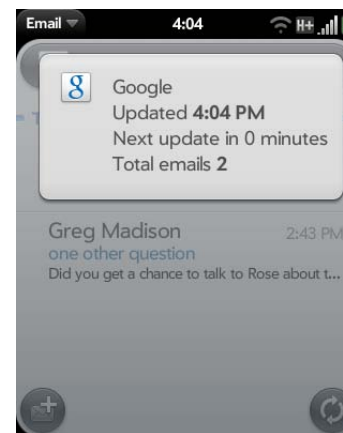 Email
4:04
H+
8
Google
Updated 4:04 PM
Next update in 0 minutes
Total emails 2
Greg Madison
2:43 PM
one other question
Did you get a chance to talk to Rose about t...